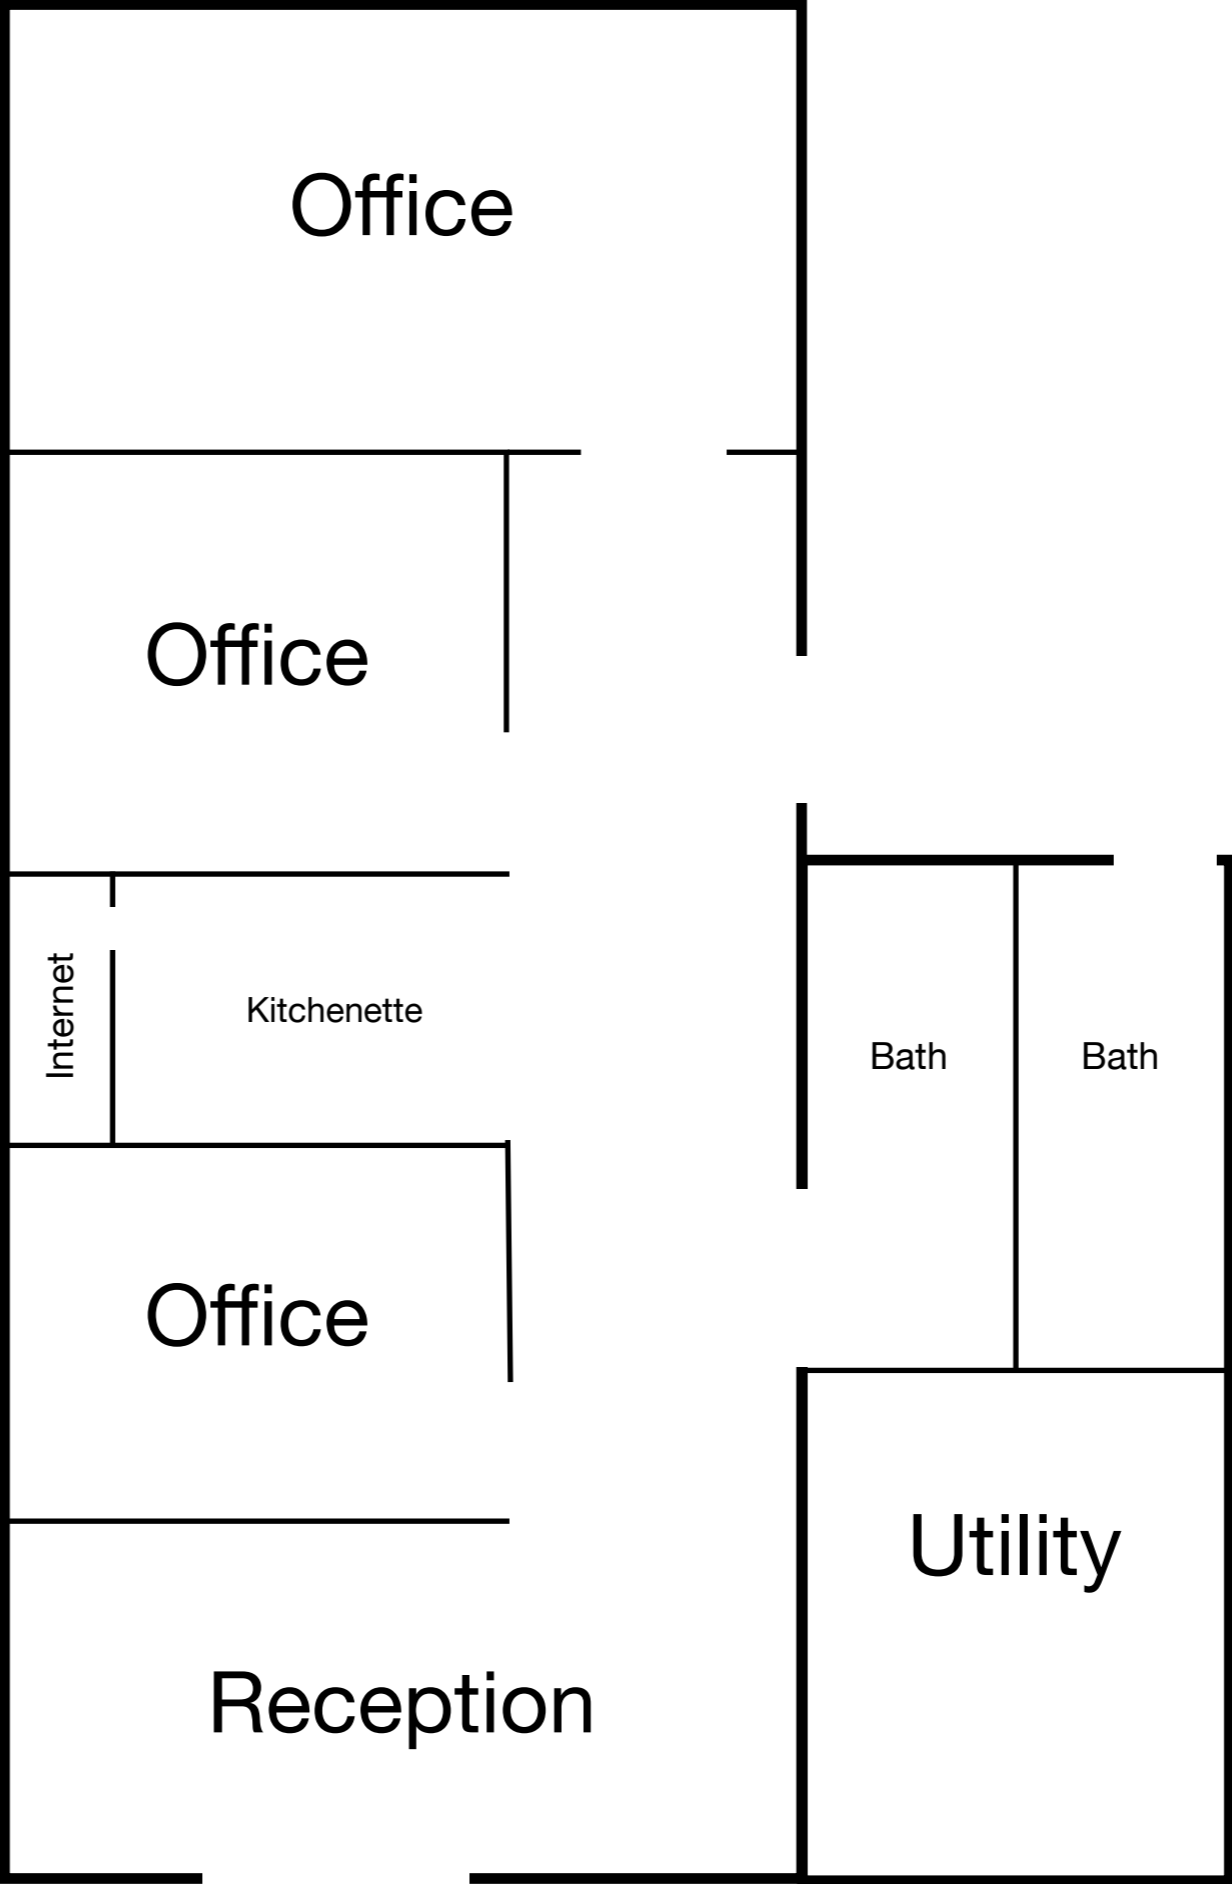 Office
Office
Internet
Kitchenette
Bath
Bath
Office
Utility
Reception